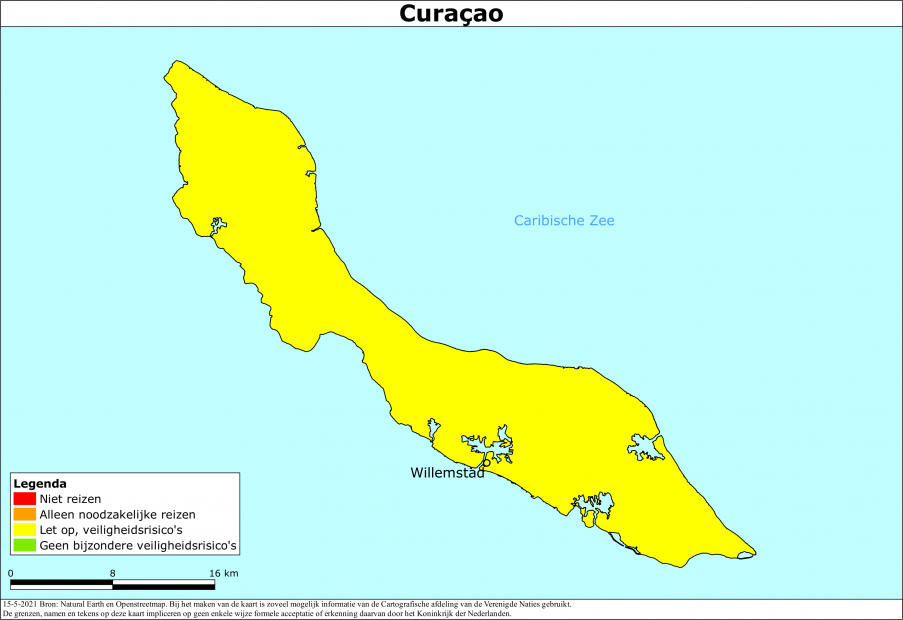 Curaçao
Caribische Zee
Willemstad
Legenda
Niet reizen
Alleen noodzakelijke reizen
Let op, veiligheidsrisico's
Geen bijzondere veiligheidsrisico's
0 8 16 km
15-5-2021 Bron: Natural Earth en Openstreetmap. Bij het maken van de kaart is zoveel mogelijk informatie van de Cartografische afdeling van de Verenigde Naties gebruikt.
De grenzen, namen en tekens op deze kaart impliceren op geen enkele wijze formele acceptatie of erkenning daarvan door het Koninkrijk der Nederlanden.